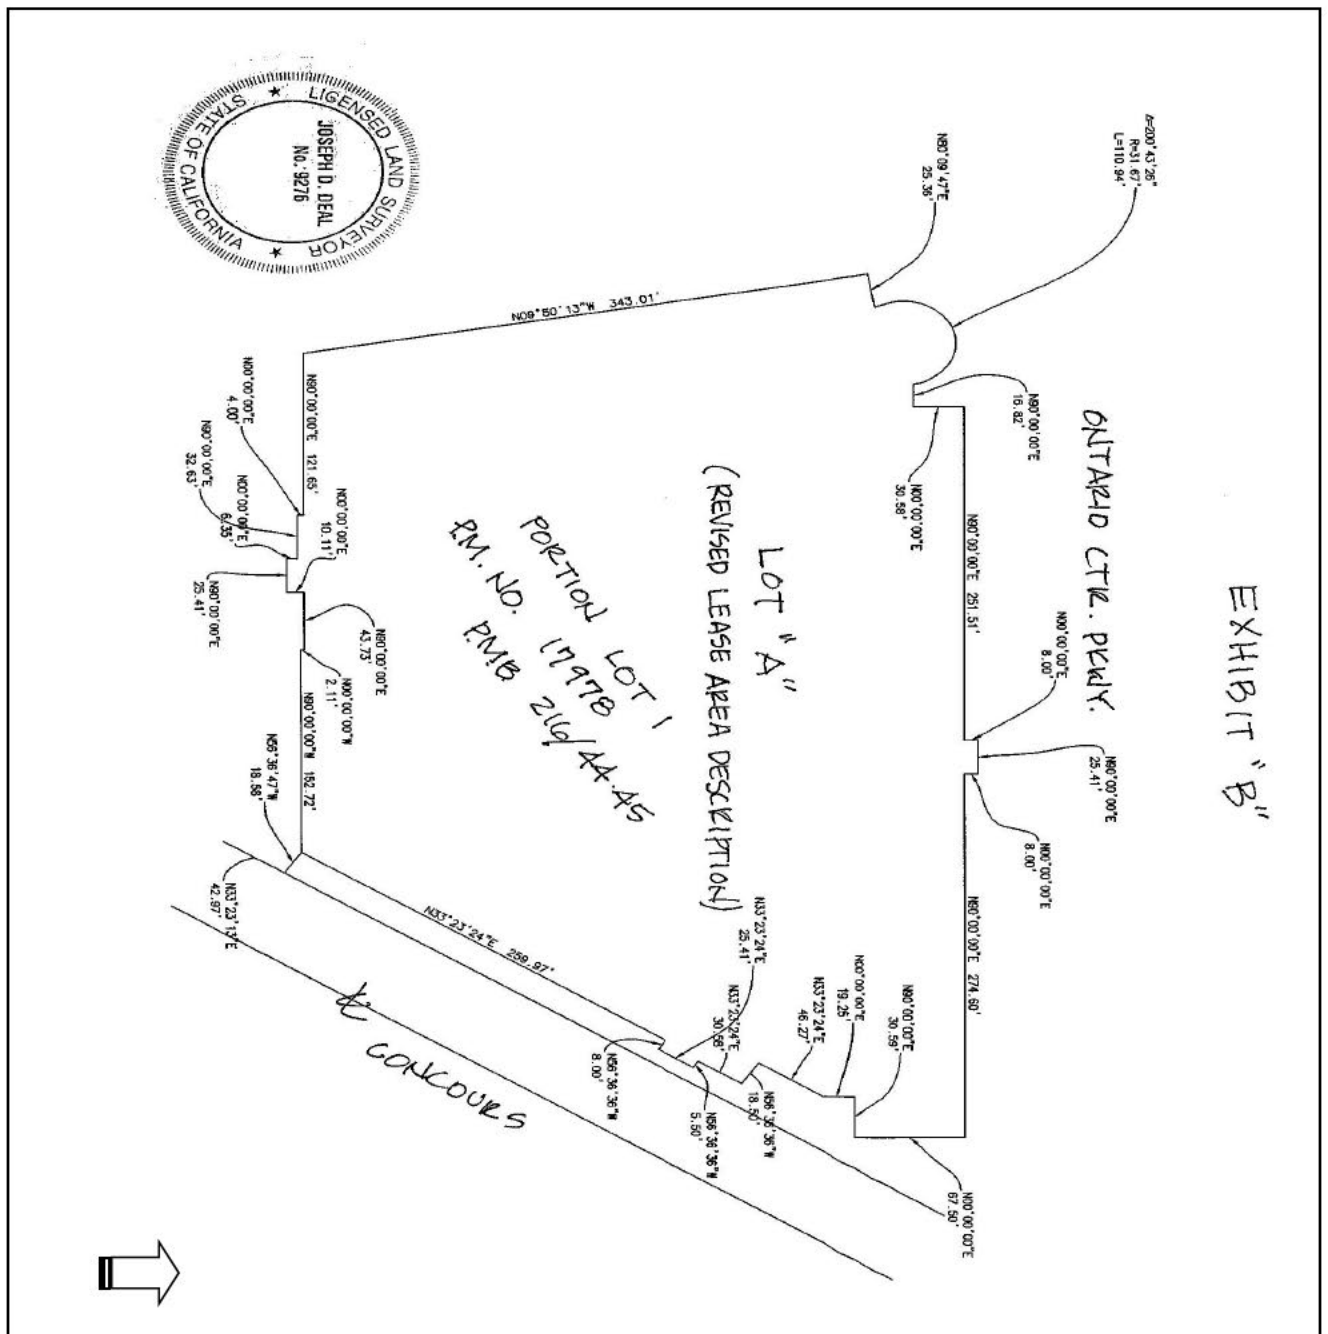 EXHIBIT "B"
ONTARIO CTR. PKWY.
Δ=200°43'26"
R=31.67'
L=110.94'
N80°09'47"E
25.36'
N90°00'00"E
16.82'
N00°00'00"E
30.58'
N90°00'00"E 251.51'
N00°00'00"E
8.00'
N90°00'00"E
25.41'
N00°00'00"E
8.00'
N90°00'00"E 274.60'
N00°00'00"E
67.50'
N90°00'00"E
30.59'
N00°00'00"E
19.25'
N33°23'24"E
46.27'
N56°36'36"W
18.50'
N33°23'24"E
30.58'
N56°36'36"W
5.50'
N33°23'24"E
25.41'
N56°36'36"W
8.00'
N33°23'24"E 259.97'
LOT "A"
(REVISED LEASE AREA DESCRIPTION)
PORTION LOT 1
P.M. NO. 17978
P.M.B 216/44-45
N09°50'13"W 343.01'
N90°00'00"E 121.65'
N00°00'00"E
4.00'
N90°00'00"E
32.63'
N00°00'00"E
6.35'
N90°00'00"E
25.41'
N00°00'00"E
10.11'
N90°00'00"E
43.73'
N00°00'00"W
2.11'
N90°00'00"W 152.72'
N56°36'47"W
18.58'
N33°23'13"E
42.97'
℄ CONCOURS
LICENSED LAND SURVEYOR
JOSEPH D. DEAL
No. 9276
STATE OF CALIFORNIA